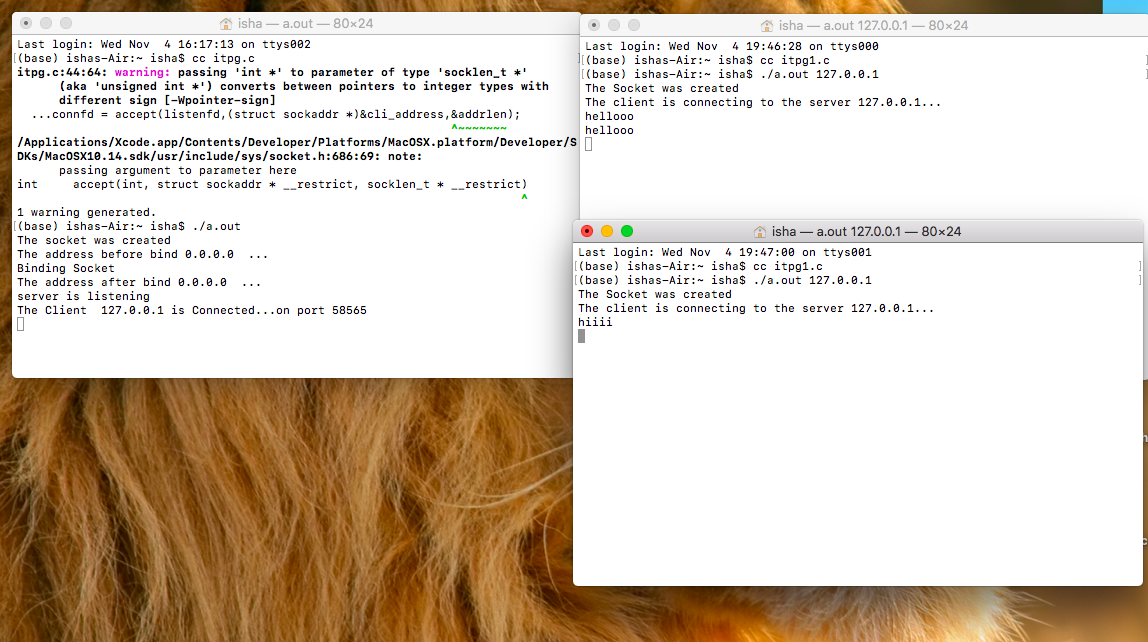 isha — a.out — 80×24
Last login: Wed Nov  4 16:17:13 on ttys002
[(base) ishas-Air:~ isha$ cc itpg.c
itpg.c:44:64: warning: passing 'int *' to parameter of type 'socklen_t *'
      (aka 'unsigned int *') converts between pointers to integer types with
      different sign [-Wpointer-sign]
  ...connfd = accept(listenfd,(struct sockaddr *)&cli_address,&addrlen);
                                                              ^~~~~~~~
/Applications/Xcode.app/Contents/Developer/Platforms/MacOSX.platform/Developer/S
DKs/MacOSX10.14.sdk/usr/include/sys/socket.h:686:69: note:
      passing argument to parameter here
int     accept(int, struct sockaddr * __restrict, socklen_t * __restrict)
                                                                        ^
1 warning generated.
[(base) ishas-Air:~ isha$ ./a.out
The socket was created
The address before bind 0.0.0.0  ...
Binding Socket
The address after bind 0.0.0.0  ...
server is listening
The Client  127.0.0.1 is Connected...on port 58565
isha — a.out 127.0.0.1 — 80×24
Last login: Wed Nov  4 19:46:28 on ttys000
[(base) ishas-Air:~ isha$ cc itpg1.c ]
[(base) ishas-Air:~ isha$ ./a.out 127.0.0.1 ]
The Socket was created
The client is connecting to the server 127.0.0.1...
hellooo
hellooo
isha — a.out 127.0.0.1 — 80×24
Last login: Wed Nov  4 19:47:00 on ttys001
[(base) ishas-Air:~ isha$ cc itpg1.c ]
[(base) ishas-Air:~ isha$ ./a.out 127.0.0.1 ]
The Socket was created
The client is connecting to the server 127.0.0.1...
hiiii